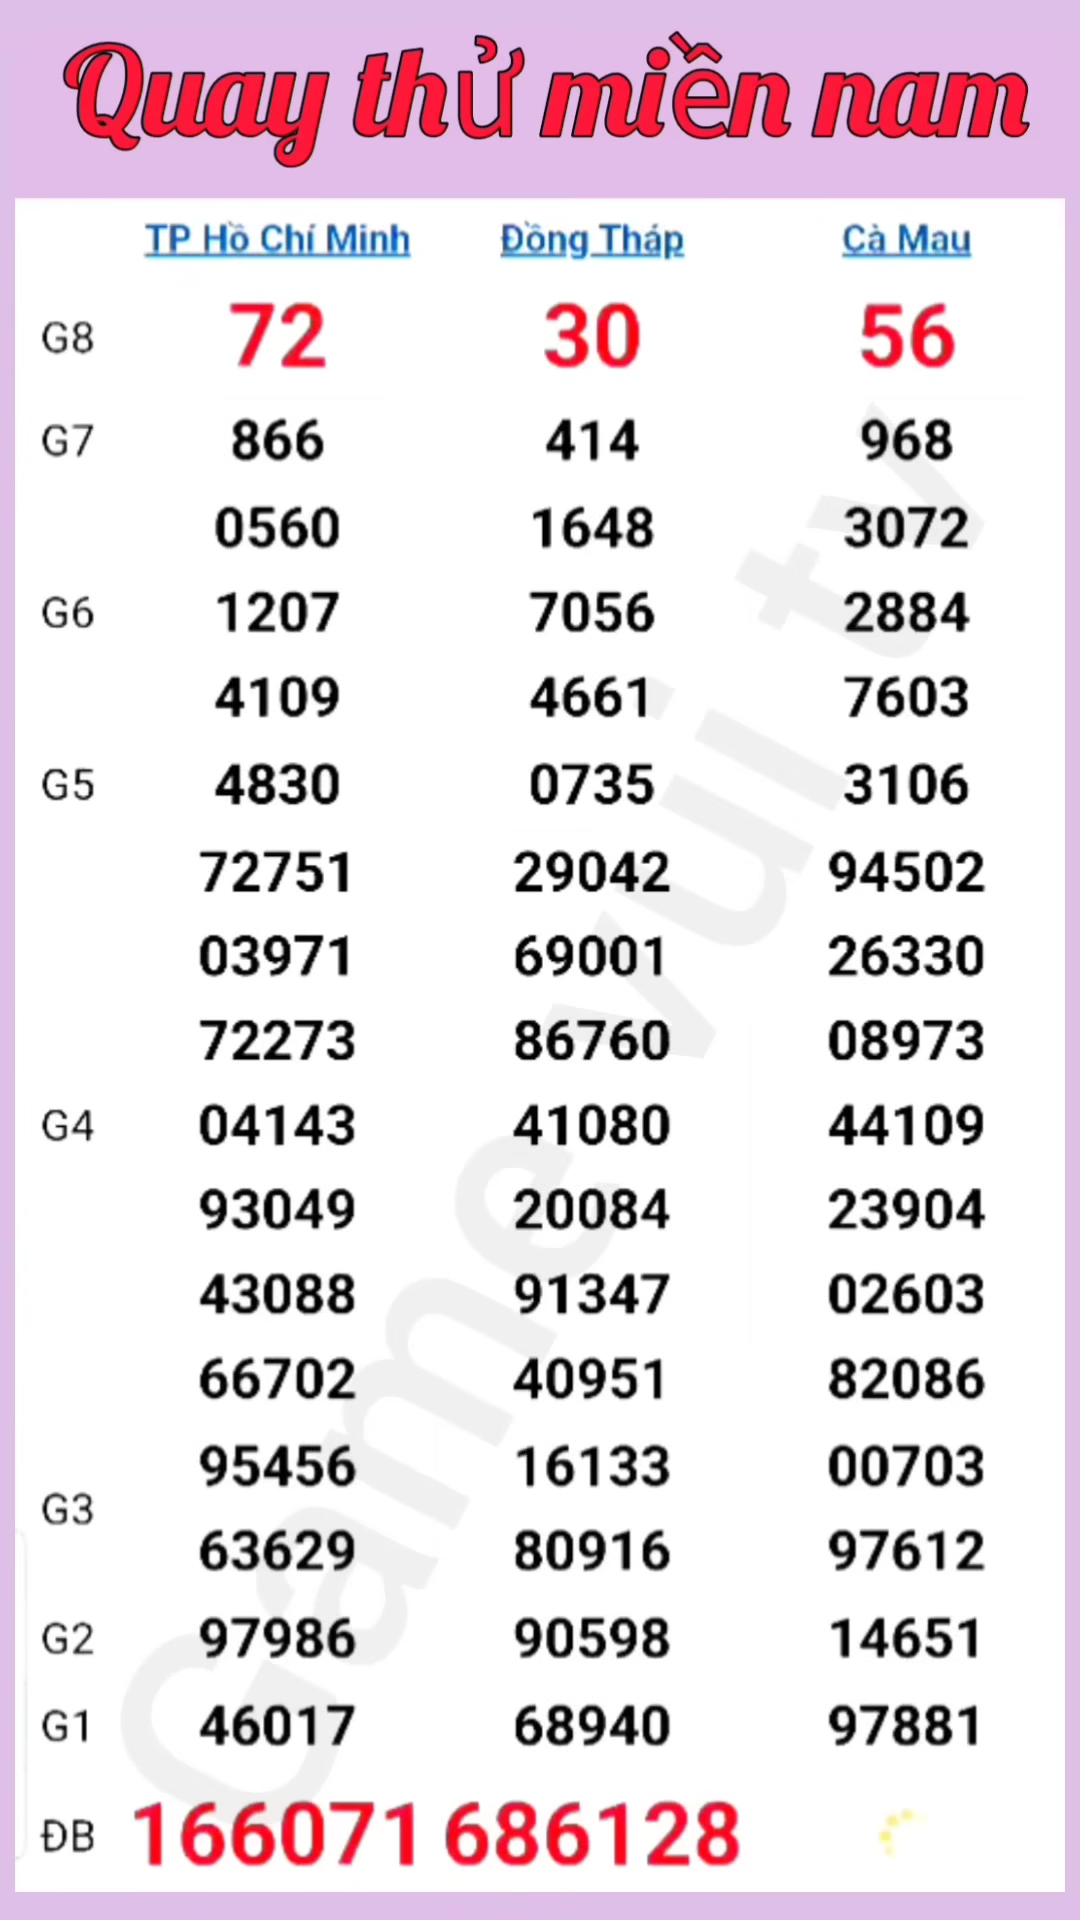 Quay thử miền nam
TP Hồ Chí Minh Đồng Tháp Cà Mau
G8 72 30 56
G7 866 414 968
0560 1648 3072
G6 1207 7056 2884
4109 4661 7603
G5 4830 0735 3106
72751 29042 94502
03971 69001 26330
72273 86760 08973
G4 04143 41080 44109
93049 20084 23904
43088 91347 02603
66702 40951 82086
95456 16133 00703
G3
63629 80916 97612
G2 97986 90598 14651
G1 46017 68940 97881
ĐB 166071 686128
Game vui tv